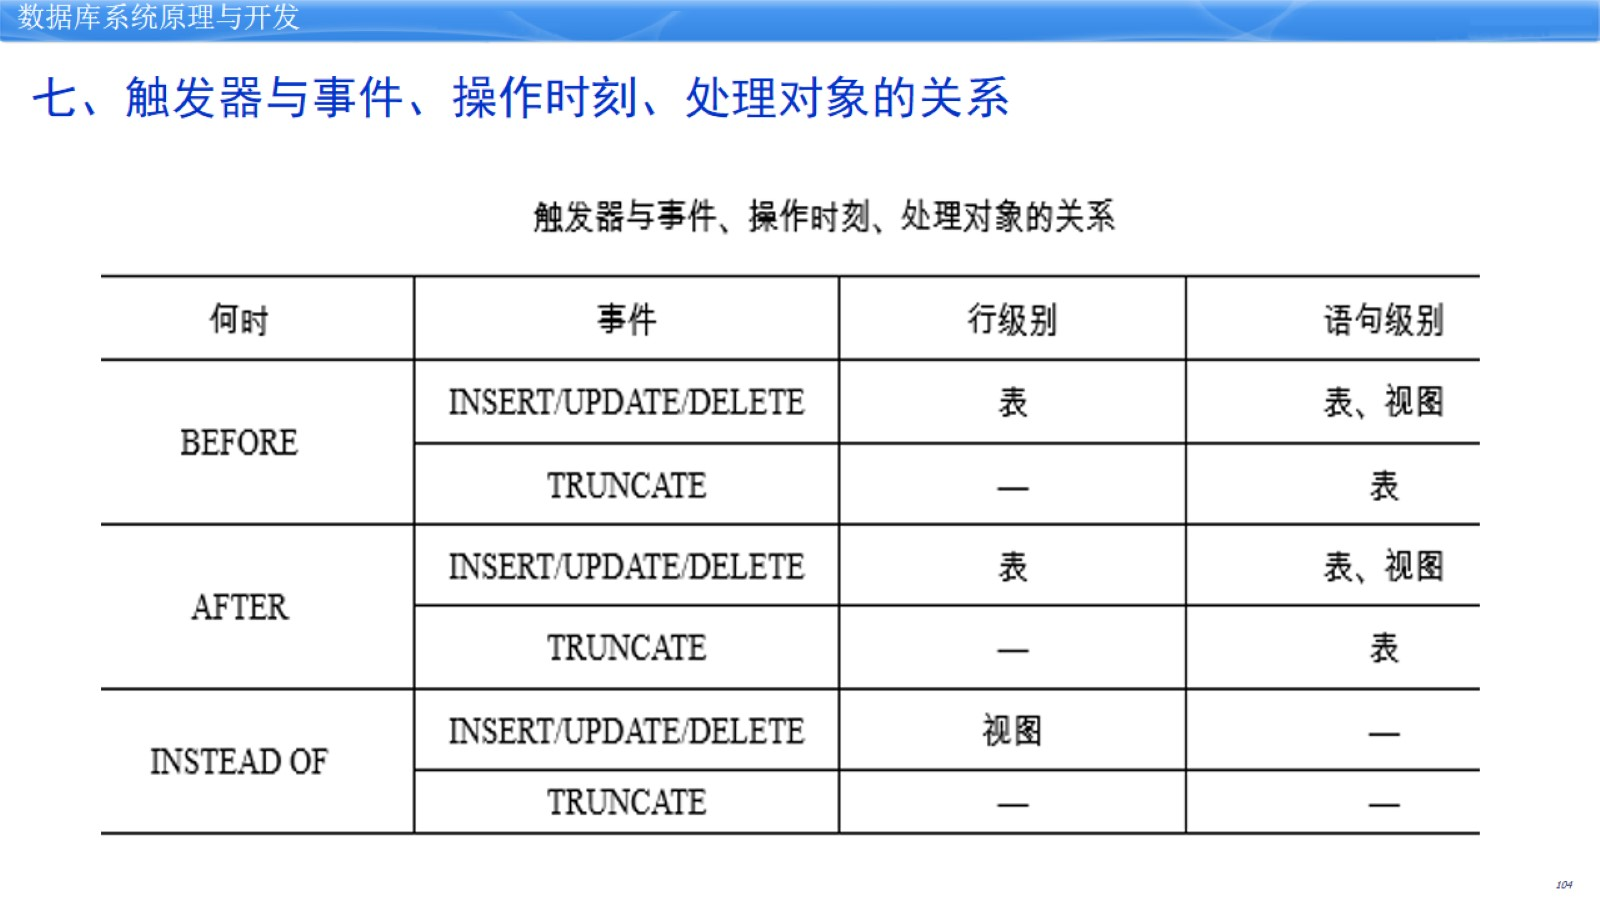 数据库系统原理与开发
七、触发器与事件、操作时刻、处理对象的关系
触发器与事件、操作时刻、处理对象的关系
何时 事件 行级别 语句级别
BEFORE
INSERT/UPDATE/DELETE 表 表、视图
TRUNCATE — 表
AFTER
INSERT/UPDATE/DELETE 表 表、视图
TRUNCATE — 表
INSTEAD OF
INSERT/UPDATE/DELETE 视图 —
TRUNCATE — —
104